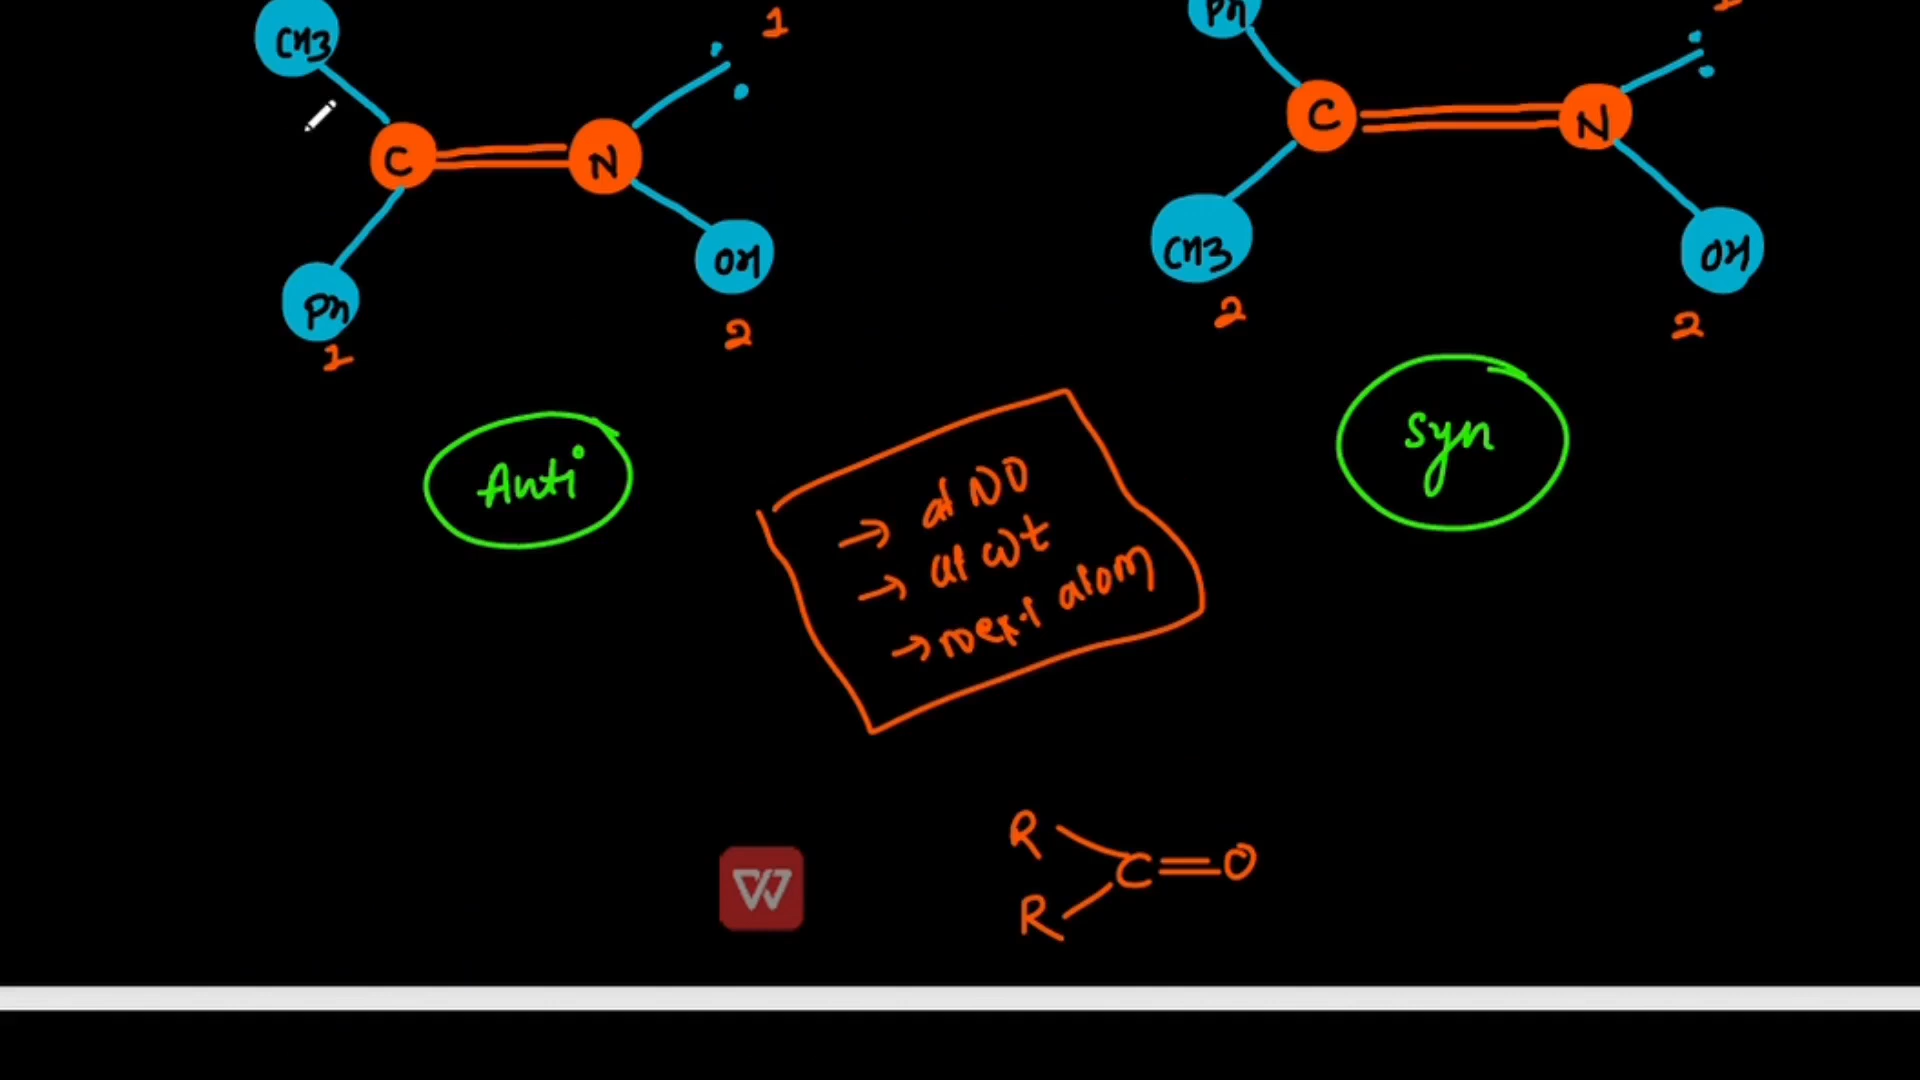 CH3
1
Ph
1
C
N
C
N
OH
Ph
1
2
CH3
2
OH
2
Anti
Syn
→ at NO
→ at wt
→ next atom
R
C=O
R